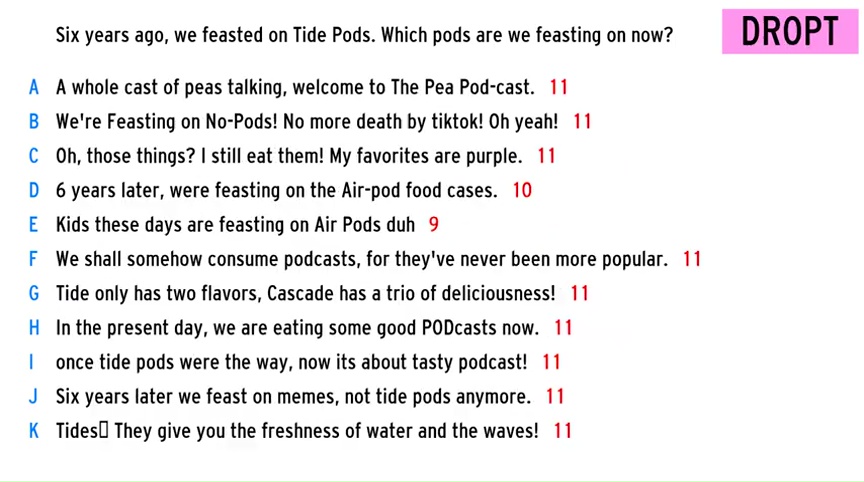 Six years ago, we feasted on Tide Pods. Which pods are we feasting on now?
DROPT
A A whole cast of peas talking, welcome to The Pea Pod-cast. 11
B We're Feasting on No-Pods! No more death by tiktok! Oh yeah! 11
C Oh, those things? I still eat them! My favorites are purple. 11
D 6 years later, were feasting on the Air-pod food cases. 10
E Kids these days are feasting on Air Pods duh 9
F We shall somehow consume podcasts, for they've never been more popular. 11
G Tide only has two flavors, Cascade has a trio of deliciousness! 11
H In the present day, we are eating some good PODcasts now. 11
I once tide pods were the way, now its about tasty podcast! 11
J Six years later we feast on memes, not tide pods anymore. 11
K Tides▯ They give you the freshness of water and the waves! 11